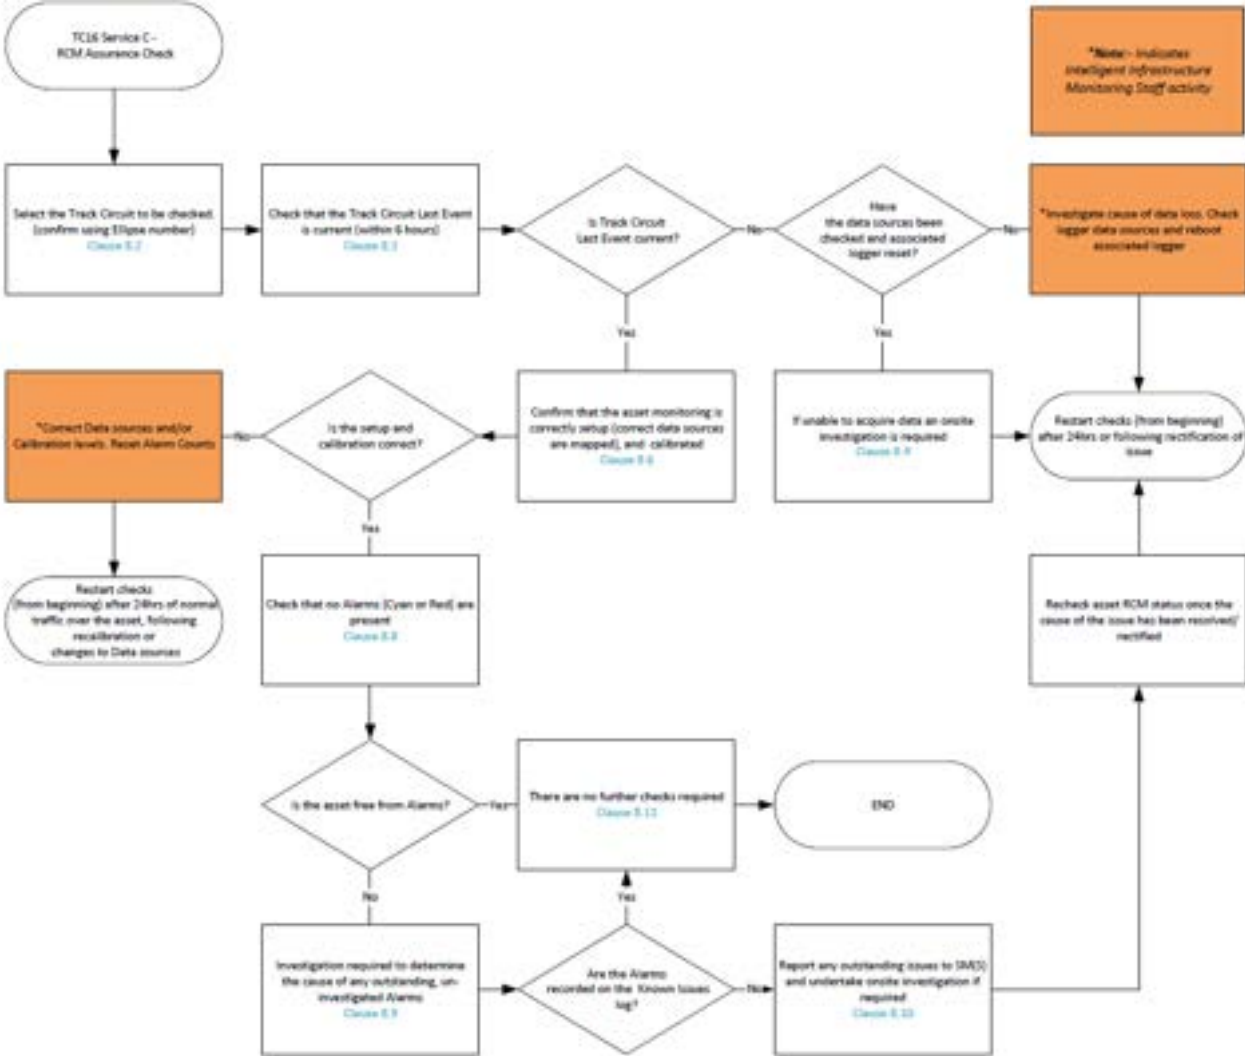 TC16 Service C -
RCM Assurance Check
*Note:- Indicates
Intelligent Infrastructure
Monitoring Staff activity
Select the Track Circuit to be checked.
(confirm using Ellipse number)
Clause 8.2
Check that the Track Circuit Last Event
is current (within 6 hours)
Clause
Is Track Circuit
Last Event current?
No
Have
the data sources been
checked and associated
logger reset?
No
*Investigate cause of data loss. Check
logger data sources and reboot
associated logger
Yes
Yes
*Correct Data sources and/or
Calibration levels. Reset Alarm Counts
No
Is the setup and
calibration correct?
Confirm that the asset monitoring is
correctly setup (correct data sources
are mapped), and calibrated
Clause 8.6
If unable to acquire data an onsite
investigation is required
Clause
Restart checks (from beginning)
after 24hrs or following rectification of
issue
Yes
Restart checks
(from beginning) after 24hrs of normal
traffic over the asset, following
recalibration or
changes to Data sources
Check that no Alarms (Cyan or Red) are
present
Clause 8.8
Recheck asset RCM status once the
cause of the issue has been resolved/
rectified
Is the asset free from Alarms?
Yes
There are no further checks required
Clause 8.11
END
No
Yes
Investigation required to determine
the cause of any outstanding, un-
investigated Alarms
Clause 8.9
Are the Alarms
recorded on the Known Issues
log?
No
Report any outstanding issues to SM(S)
and undertake onsite investigation if
required
Clause 8.10